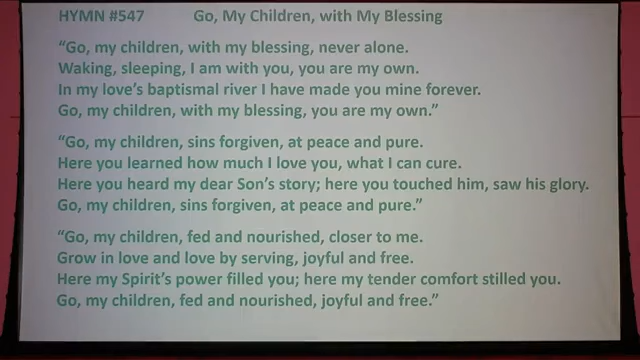 HYMN #547 Go, My Children, with My Blessing
“Go, my children, with my blessing, never alone.
Waking, sleeping, I am with you, you are my own.
In my love’s baptismal river I have made you mine forever.
Go, my children, with my blessing, you are my own.”
“Go, my children, sins forgiven, at peace and pure.
Here you learned how much I love you, what I can cure.
Here you heard my dear Son’s story; here you touched him, saw his glory.
Go, my children, sins forgiven, at peace and pure.”
“Go, my children, fed and nourished, closer to me.
Grow in love and love by serving, joyful and free.
Here my Spirit’s power filled you; here my tender comfort stilled you.
Go, my children, fed and nourished, joyful and free.”